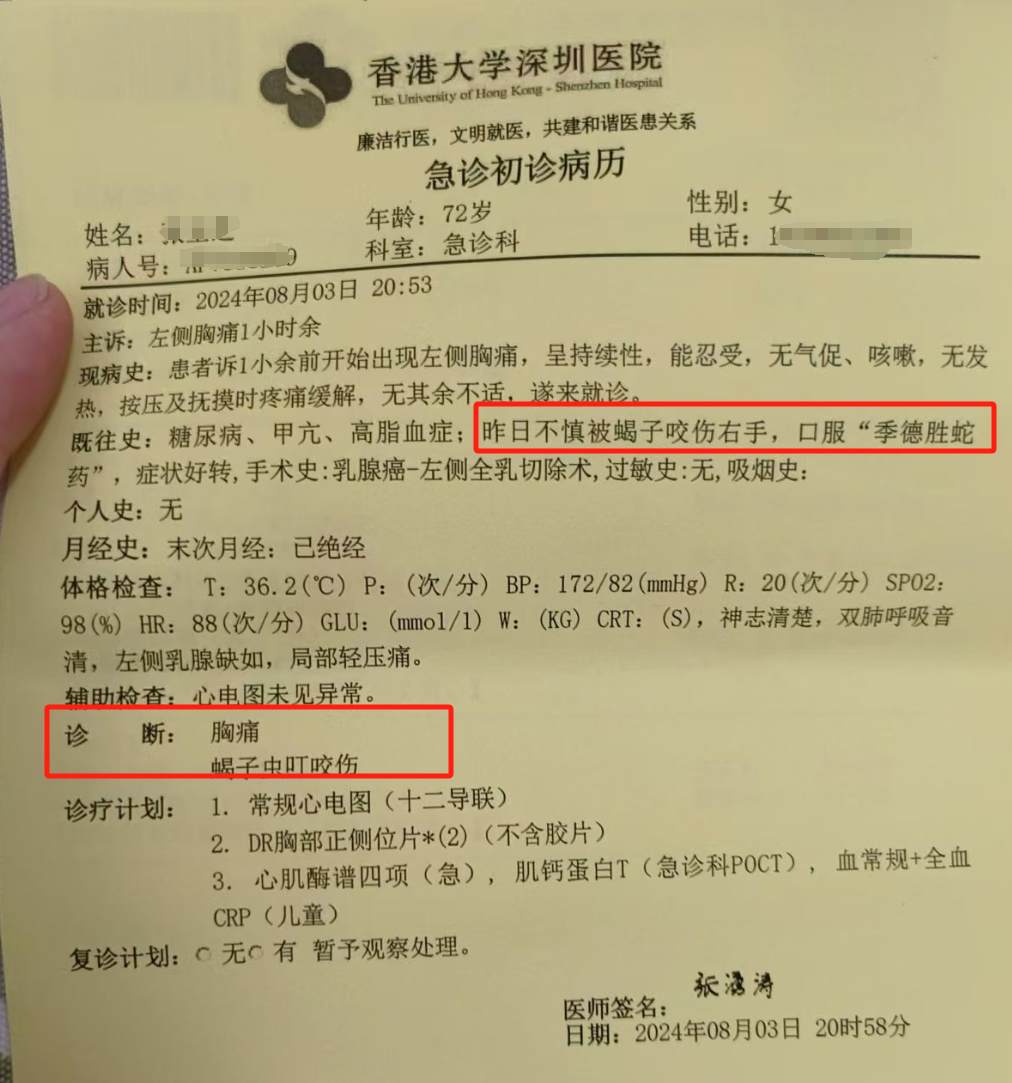 香港大学深圳医院
The University of Hong Kong - Shenzhen Hospital
廉洁行医，文明就医，共建和谐医患关系
急诊初诊病历
姓名： 年龄：72岁 性别：女
病人号： 科室：急诊科 电话：1
就诊时间：2024年08月03日 20:53
主诉：左侧胸痛1小时余
现病史：患者诉1小余前开始出现左侧胸痛，呈持续性，能忍受，无气促、咳嗽，无发
热，按压及抚摸时疼痛缓解，无其余不适，遂来就诊。
既往史：糖尿病、甲亢、高脂血症；昨日不慎被蝎子咬伤右手，口服“季德胜蛇
药”，症状好转,手术史:乳腺癌-左侧全乳切除术,过敏史:无,吸烟史:
个人史：无
月经史：末次月经：已绝经
体格检查： T：36.2(℃) P：(次/分) BP：172/82(mmHg) R：20(次/分) SPO2：
98(%) HR：88(次/分) GLU：(mmol/l) W：(KG) CRT：(S)，神志清楚，双肺呼吸音
清，左侧乳腺缺如，局部轻压痛。
辅助检查：心电图未见异常。
诊 断： 胸痛
蝎子虫叮咬伤
诊疗计划： 1. 常规心电图（十二导联）
2. DR胸部正侧位片*(2)（不含胶片）
3. 心肌酶谱四项（急）, 肌钙蛋白T（急诊科POCT）, 血常规+全血
CRP（儿童）
复诊计划：○ 无○ 有 暂予观察处理。
医师签名：
日期：2024年08月03日 20时58分